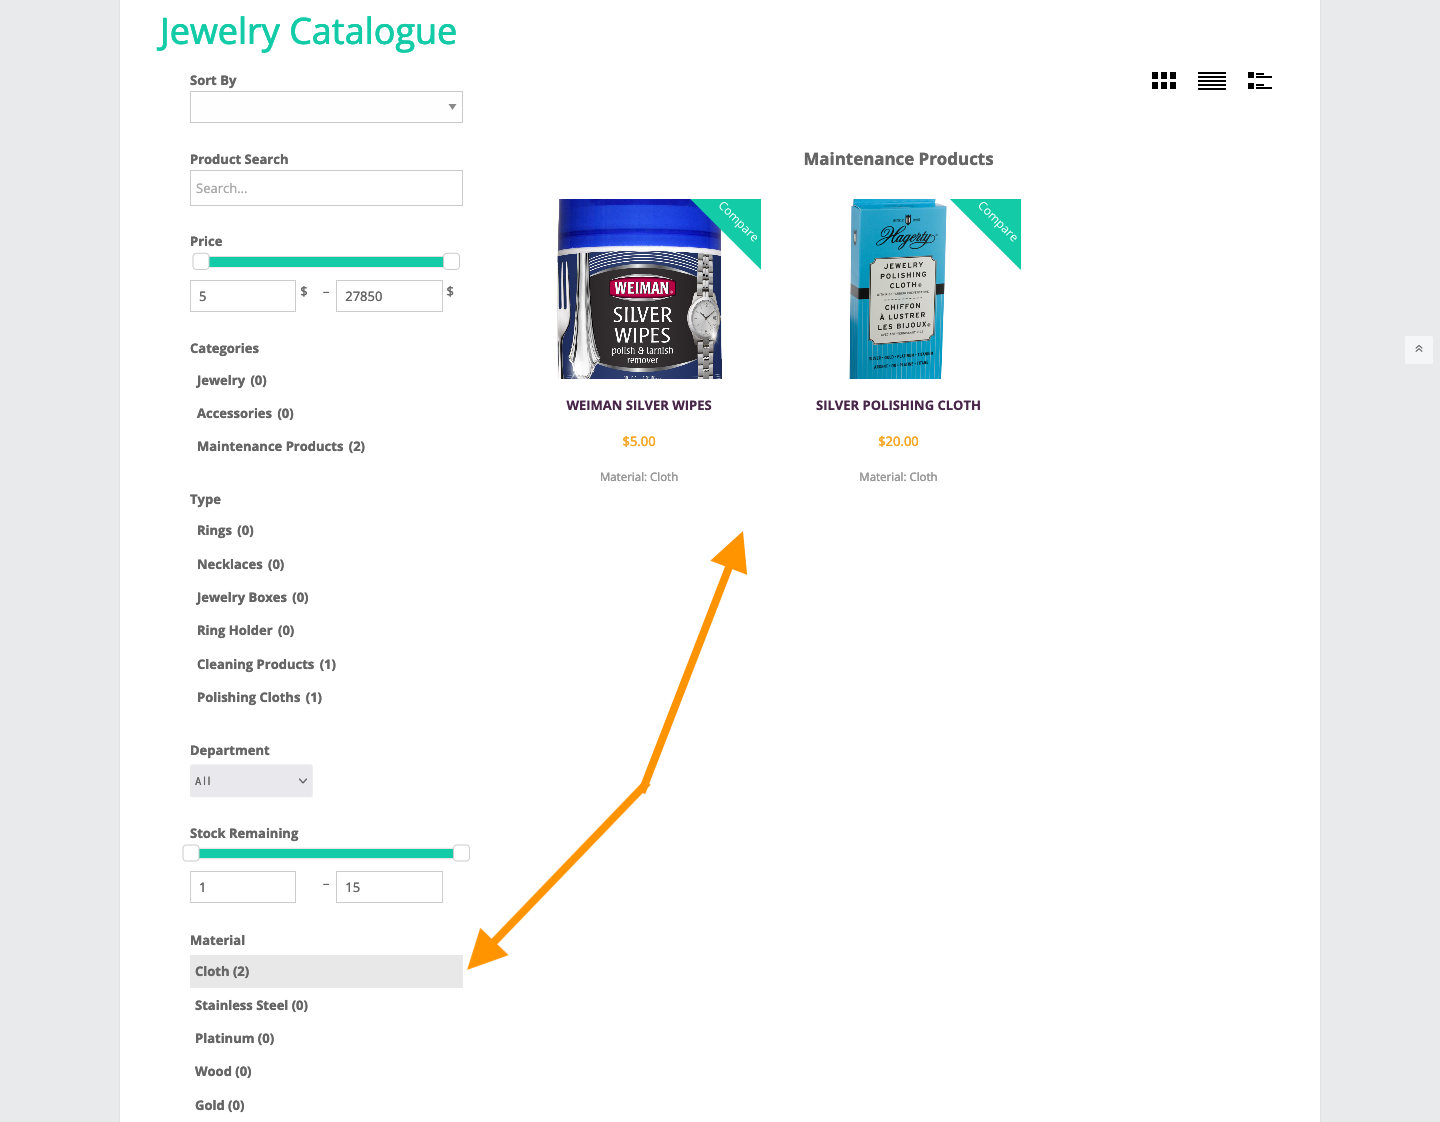 Jewelry Catalogue
Sort By
Product Search
Search...
Price
5 $ – 27850 $
Categories
Jewelry (0)
Accessories (0)
Maintenance Products (2)
Type
Rings (0)
Necklaces (0)
Jewelry Boxes (0)
Ring Holder (0)
Cleaning Products (1)
Polishing Cloths (1)
Department
All
Stock Remaining
1 – 15
Material
Cloth (2)
Stainless Steel (0)
Platinum (0)
Wood (0)
Gold (0)
Maintenance Products
Compare
WEIMAN
SILVER
WIPES
polish & tarnish
remover
WEIMAN SILVER WIPES
$5.00
Material: Cloth
Compare
Hagerty
JEWELRY
POLISHING
CLOTH
CHIFFON
À LUSTRER
LES BIJOUX
SILVER POLISHING CLOTH
$20.00
Material: Cloth